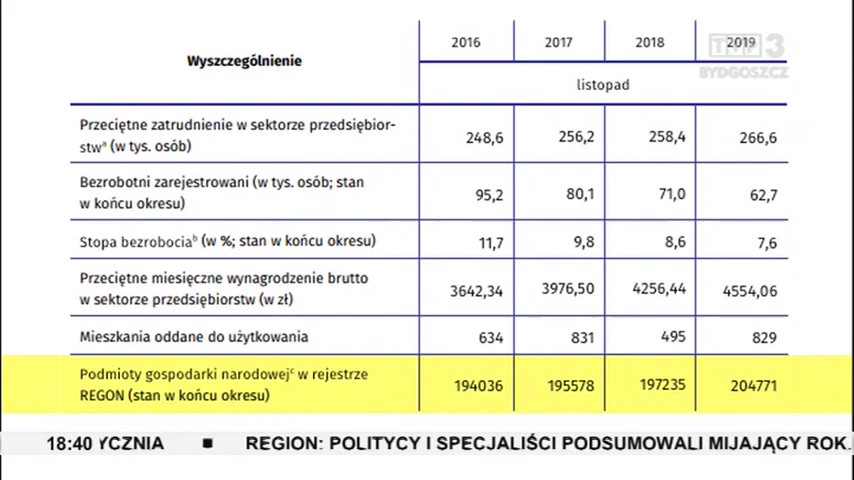 Wyszczególnienie
2016 2017 2018 2019
listopad
TVP3
BYDGOSZCZ
Przeciętne zatrudnienie w sektorze przedsiębior-
stwᵃ (w tys. osób)
248,6 256,2 258,4 266,6
Bezrobotni zarejestrowani (w tys. osób; stan
w końcu okresu)
95,2 80,1 71,0 62,7
Stopa bezrobociaᵇ (w %; stan w końcu okresu)
11,7 9,8 8,6 7,6
Przeciętne miesięczne wynagrodzenie brutto
w sektorze przedsiębiorstw (w zł)
3642,34 3976,50 4256,44 4554,06
Mieszkania oddane do użytkowania
634 831 495 829
Podmioty gospodarki narodowejᶜ w rejestrze
REGON (stan w końcu okresu)
194036 195578 197235 204771
18:40 YCZNIA ■ REGION: POLITYCY I SPECJALIŚCI PODSUMOWALI MIJAJĄCY ROK.